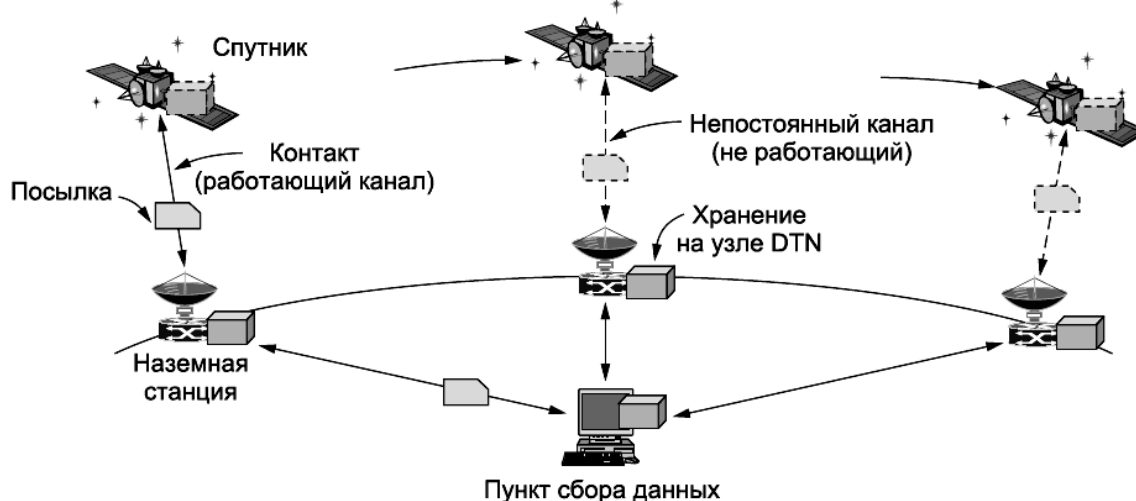 Спутник
Контакт
(работающий канал)
Посылка
Непостоянный канал
(не работающий)
Хранение
на узле DTN
Наземная
станция
Пункт сбора данных